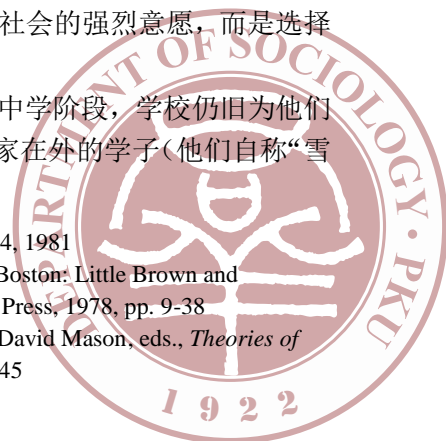 社会的强烈意愿，而是选择
中学阶段，学校仍旧为他们
家在外的学子（他们自称“雪
4, 1981
Boston: Little Brown and
Press, 1978, pp. 9-38
David Mason, eds., Theories of
45
DEPARTMENT OF SOCIOLOGY · PKU
1922